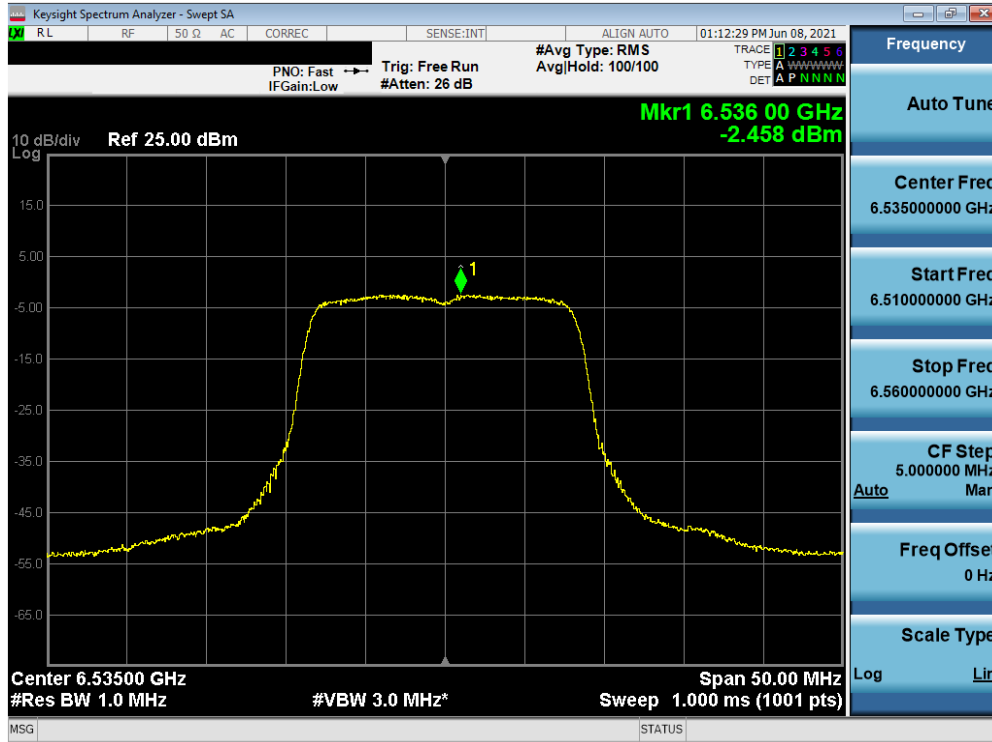 Keysight Spectrum Analyzer - Swept SA
LXI RL RF 50 Ω AC CORREC SENSE:INT ALIGN AUTO 01:12:29 PM Jun 08, 2021
PNO: Fast
IFGain:Low
Trig: Free Run
#Atten: 26 dB
#Avg Type: RMS
Avg|Hold: 100/100
TRACE 1 2 3 4 5 6
TYPE A WWWWW
DET A P N N N N
Mkr1 6.536 00 GHz
-2.458 dBm
10 dB/div Ref 25.00 dBm
Log
15.0
5.00
-5.00
-15.0
-25.0
-35.0
-45.0
-55.0
-65.0
1
Center 6.53500 GHz Span 50.00 MHz
#Res BW 1.0 MHz #VBW 3.0 MHz* Sweep 1.000 ms (1001 pts)
MSG STATUS
Frequency
Auto Tune
Center Freq
6.535000000 GHz
Start Freq
6.510000000 GHz
Stop Freq
6.560000000 GHz
CF Step
5.000000 MHz
Auto Man
Freq Offset
0 Hz
Scale Type
Log Lin